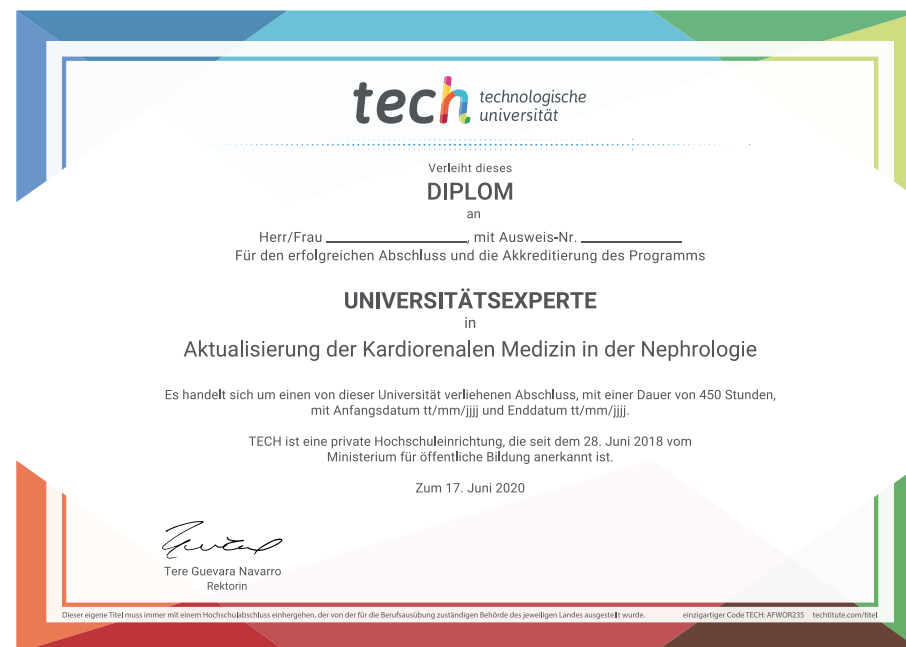 tech technologische
universität
Verleiht dieses
DIPLOM
an
Herr/Frau ____________________, mit Ausweis-Nr. ______________
Für den erfolgreichen Abschluss und die Akkreditierung des Programms
UNIVERSITÄTSEXPERTE
in
Aktualisierung der Kardiorenalen Medizin in der Nephrologie
Es handelt sich um einen von dieser Universität verliehenen Abschluss, mit einer Dauer von 450 Stunden,
mit Anfangsdatum tt/mm/jjjj und Enddatum tt/mm/jjjj.
TECH ist eine private Hochschuleinrichtung, die seit dem 28. Juni 2018 vom
Ministerium für öffentliche Bildung anerkannt ist.
Zum 17. Juni 2020
Tere Guevara Navarro
Rektorin
Dieser eigene Titel muss immer mit einem Hochschulabschluss einhergehen, der von der für die Berufsausübung zuständigen Behörde des jeweiligen Landes ausgestellt wurde. einzigartiger Code TECH: AFWOR23S techtitute.com/titel